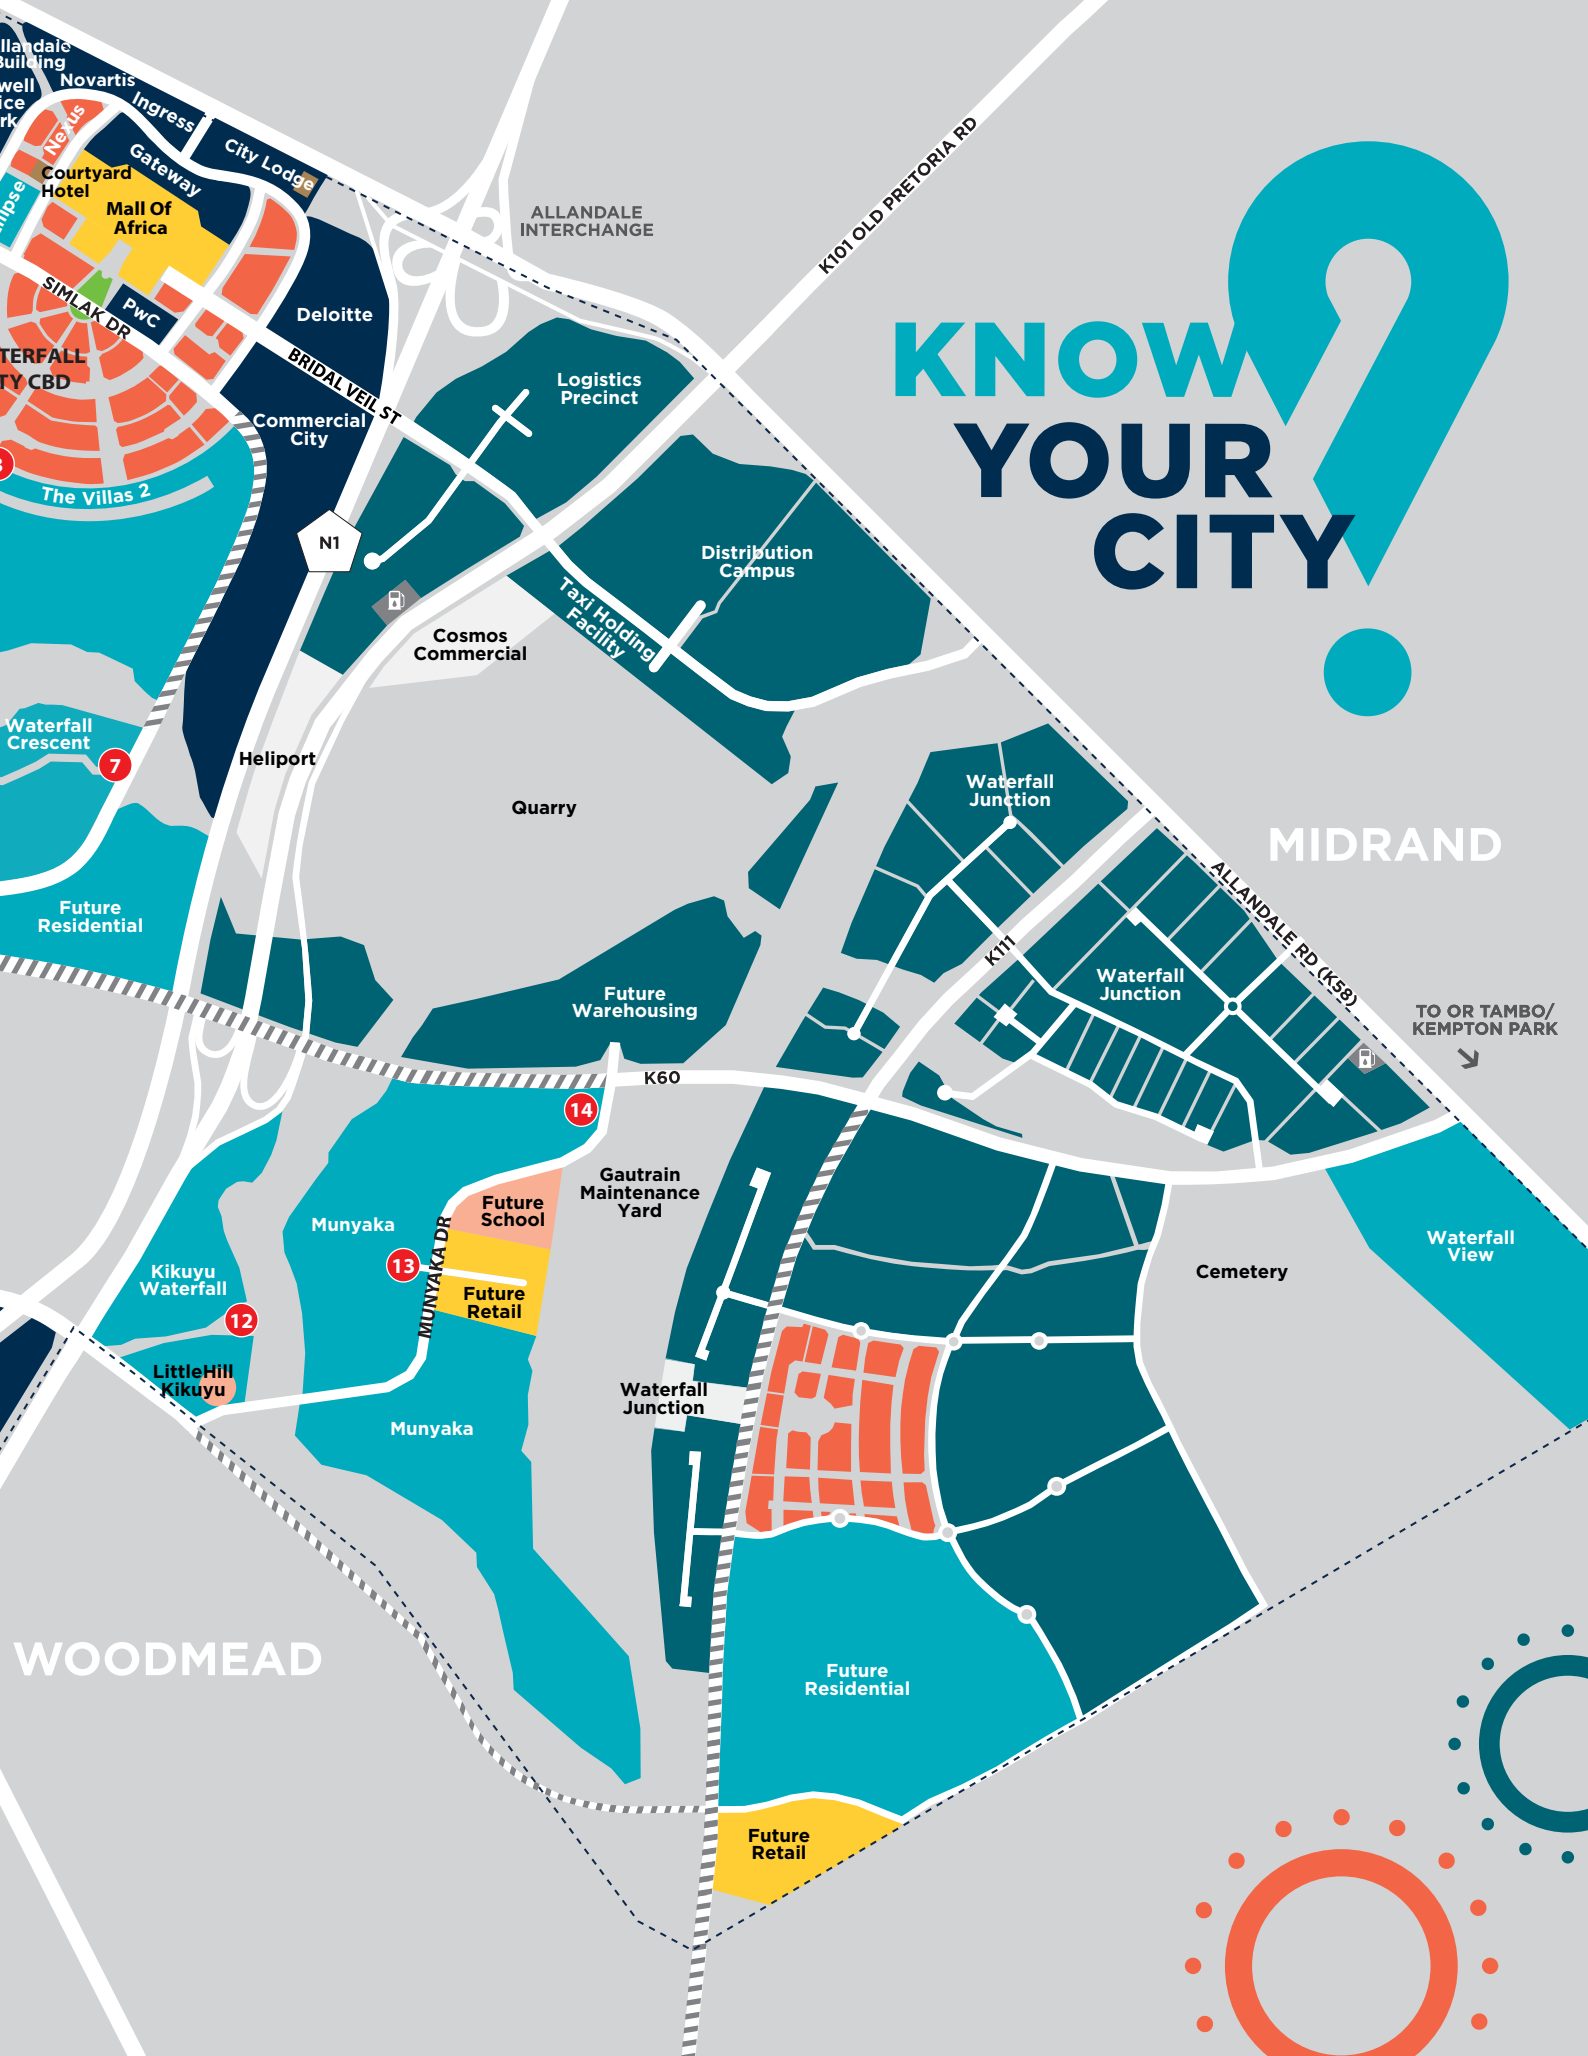 Novartis
Ingress
Nexus
City Lodge
Gateway
Courtyard
Hotel
Mall Of
Africa
ALLANDALE
INTERCHANGE
K101 OLD PRETORIA RD
SIMLAK DR
PwC
Deloitte
BRIDAL VEIL ST
TERFALL
TY CBD
Logistics
Precinct
KNOW
YOUR
CITY
Commercial
City
The Villas 2
N1
Distribution
Campus
Taxi Holding
Facility
Cosmos
Commercial
Waterfall
Crescent
7
Heliport
Quarry
Waterfall
Junction
MIDRAND
ALLANDALE RD (K58)
Future
Residential
K111
Waterfall
Junction
Future
Warehousing
TO OR TAMBO/
KEMPTON PARK
K60
14
Gautrain
Maintenance
Yard
Future
School
Munyaka
MUNYAKA DR
13
Future
Retail
Kikuyu
Waterfall
12
Waterfall
View
Cemetery
LittleHill
Kikuyu
Waterfall
Junction
Munyaka
WOODMEAD
Future
Residential
Future
Retail